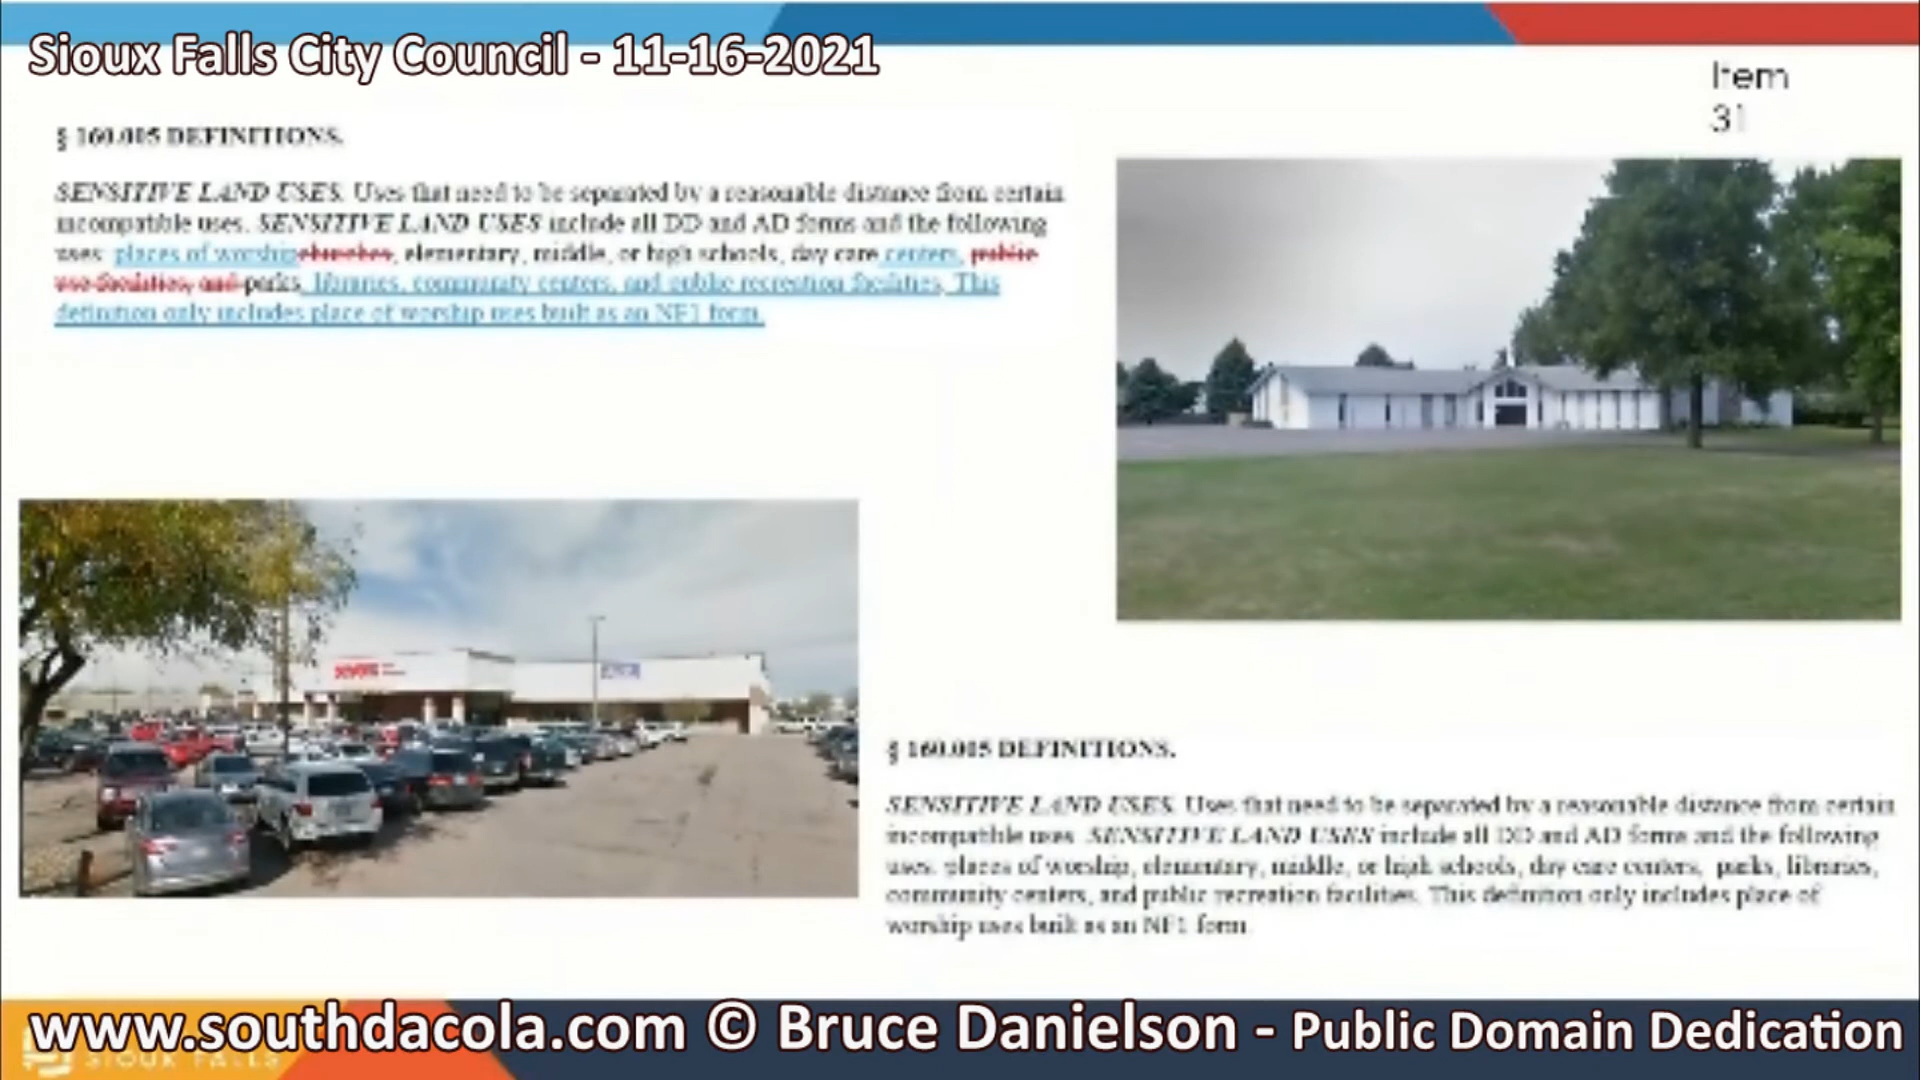 Sioux Falls City Council - 11-16-2021
Item
31
§ 160.005 DEFINITIONS.
SENSITIVE LAND USES. Uses that need to be separated by a reasonable distance from certain
incompatible uses. SENSITIVE LAND USES include all DD and AD forms and the following
uses: places of worshipchurches, elementary, middle, or high schools, day care centers, public
use facilities, and parks, libraries, community centers, and public recreation facilities. This
definition only includes place of worship uses built as an NF1 form.
§ 160.005 DEFINITIONS.
SENSITIVE LAND USES. Uses that need to be separated by a reasonable distance from certain
incompatible uses. SENSITIVE LAND USES include all DD and AD forms and the following
uses: places of worship, elementary, middle, or high schools, day care centers, parks, libraries,
community centers, and public recreation facilities. This definition only includes place of
worship uses built as an NF1 form.
www.southdacola.com © Bruce Danielson - Public Domain Dedication
SIOUX FALLS